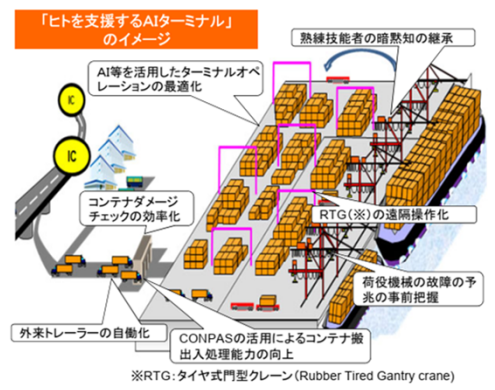 「ヒトを支援するAIターミナル」
のイメージ
熟練技能者の暗黙知の継承
AI等を活用したターミナルオペ
レーションの最適化
IC
IC
コンテナダメージ
チェックの効率化
RTG(※)の遠隔操作化
荷役機械の故障の予
兆の事前把握
外来トレーラーの自働化
CONPASの活用によるコンテナ搬
出入処理能力の向上
※RTG：タイヤ式門型クレーン(Rubber Tired Gantry crane)